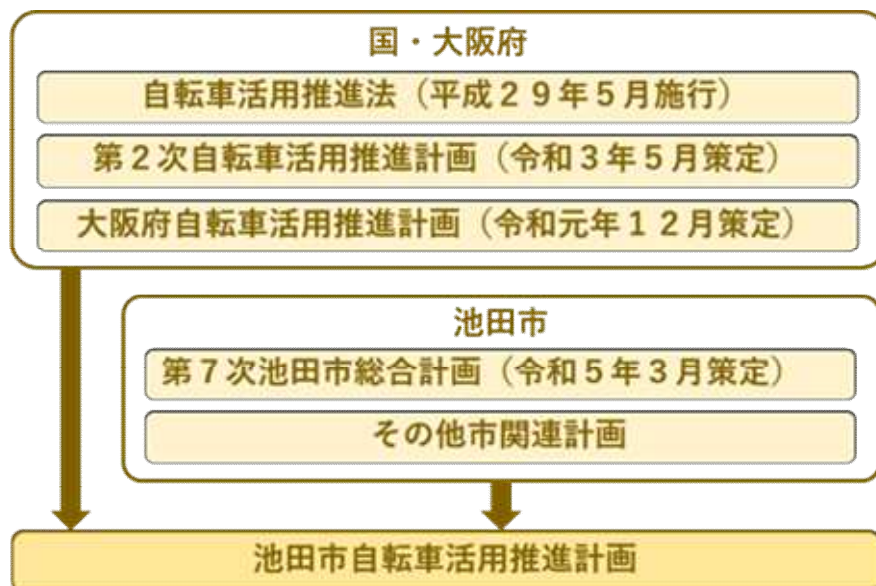 国・大阪府
自転車活用推進法（平成２９年５月施行）
第２次自転車活用推進計画（令和３年５月策定）
大阪府自転車活用推進計画（令和元年１２月策定）
池田市
第７次池田市総合計画（令和５年３月策定）
その他市関連計画
池田市自転車活用推進計画